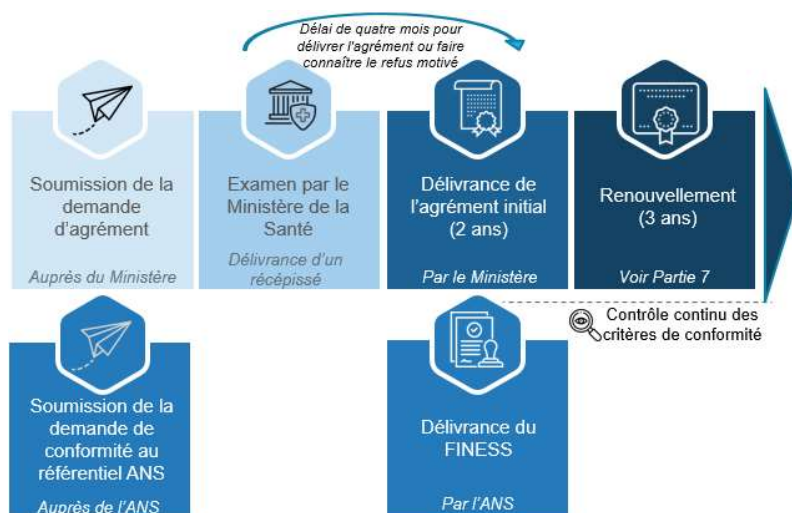 Délai de quatre mois pour
délivrer l'agrément ou faire
connaître le refus motivé
Soumission de la
demande
d'agrément
Auprès du Ministère
Examen par le
Ministère de la
Santé
Délivrance d'un
récépissé
Délivrance de
l'agrément initial
(2 ans)
Par le Ministère
Renouvellement
(3 ans)
Voir Partie 7
Contrôle continu des
critères de conformité
Soumission de la
demande de
conformité au
référentiel ANS
Auprès de l'ANS
Délivrance du
FINESS
Par l'ANS